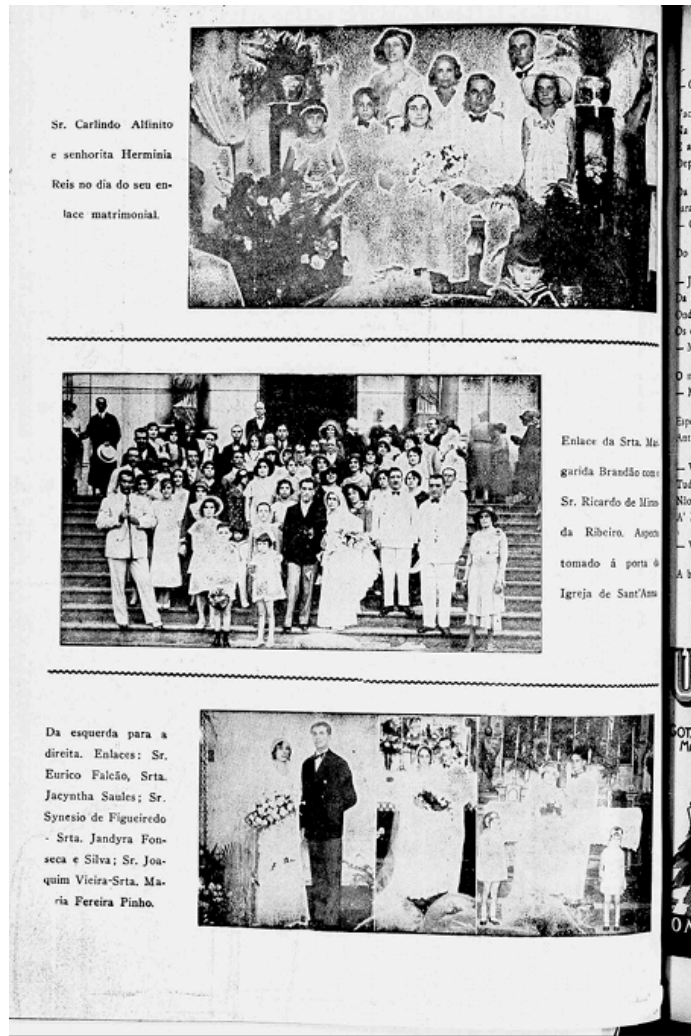 Sr. Carlindo Alfinito
e senhorita Herminia
Reis no dia do seu en-
lace matrimonial.
Enlace da Srta. Mar-
garida Brandão com o
Sr. Ricardo de Miran-
da Ribeiro. Aspecto
tomado á porta da
Igreja de Sant'Anna
Da esquerda para a
direita. Enlaces: Sr.
Eurico Falcão, Srta.
Jacyntha Saules; Sr.
Synesio de Figueiredo
- Srta. Jandyra Fon-
seca e Silva; Sr. Joa-
quim Vieira-Srta. Ma-
ria Fereira Pinho.